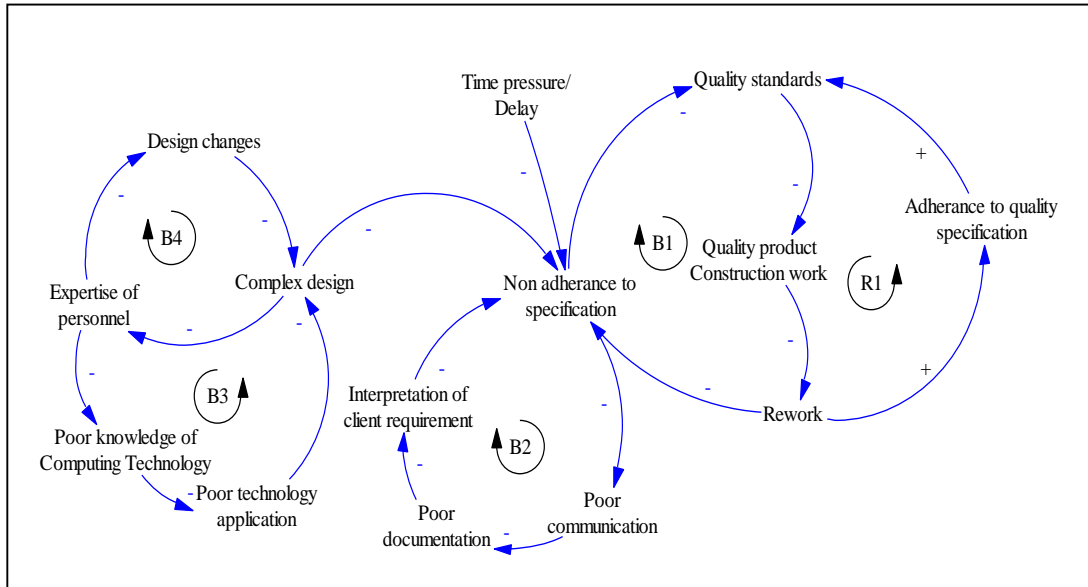 Time pressure/
Delay
Quality standards
Design changes
-
-
-
-
-
+
B4
-
Adherance to quality
specification
B1
Quality product
Construction work
R1
Complex design
Non adherance to
specification
Expertise of
personnel
-
-
-
-
-
-
+
B3
Interpretation of
client requirement
-
Rework
B2
Poor knowledge of
Computing Technology
-
-
Poor technology
application
Poor
documentation
-
Poor
communication